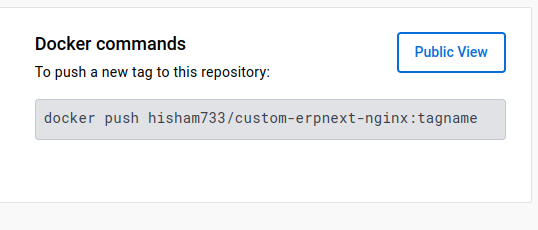 Docker commands
Public View
To push a new tag to this repository:
docker push hisham733/custom-erpnext-nginx:tagname